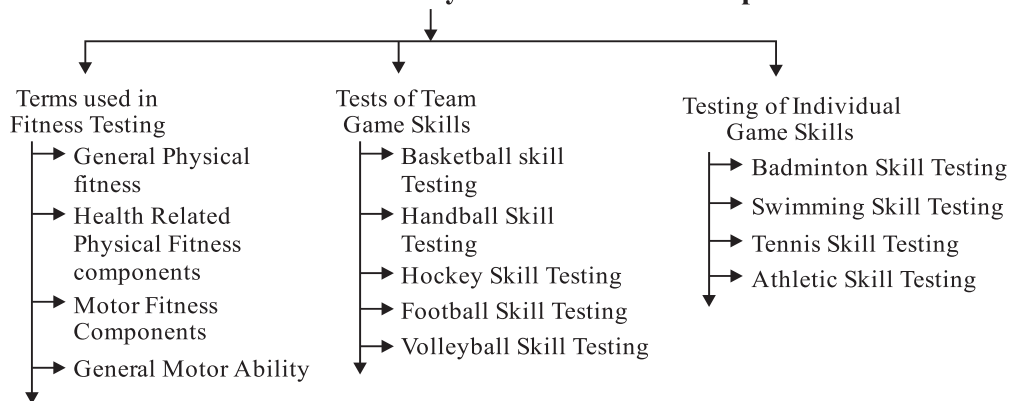 Terms used in
Fitness Testing
General Physical
fitness
Health Related
Physical Fitness
components
Motor Fitness
Components
General Motor Ability
Tests of Team
Game Skills
Basketball skill
Testing
Handball Skill
Testing
Hockey Skill Testing
Football Skill Testing
Volleyball Skill Testing
Testing of Individual
Game Skills
Badminton Skill Testing
Swimming Skill Testing
Tennis Skill Testing
Athletic Skill Testing